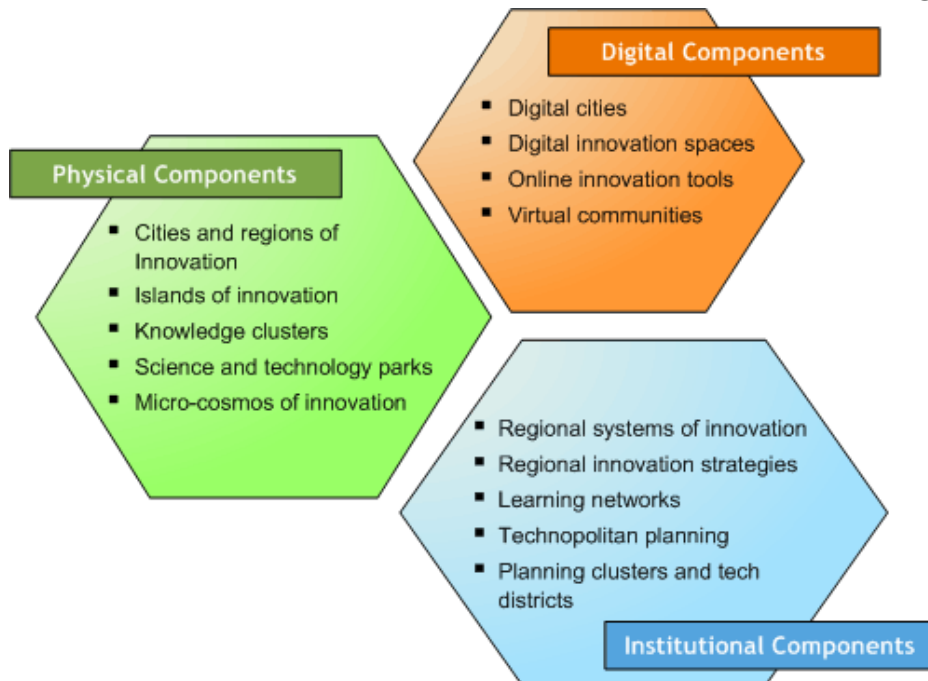 Digital Components
▪ Digital cities
▪ Digital innovation spaces
▪ Online innovation tools
▪ Virtual communities
Physical Components
▪ Cities and regions of
Innovation
▪ Islands of innovation
▪ Knowledge clusters
▪ Science and technology parks
▪ Micro-cosmos of innovation
▪ Regional systems of innovation
▪ Regional innovation strategies
▪ Learning networks
▪ Technopolitan planning
▪ Planning clusters and tech
districts
Institutional Components